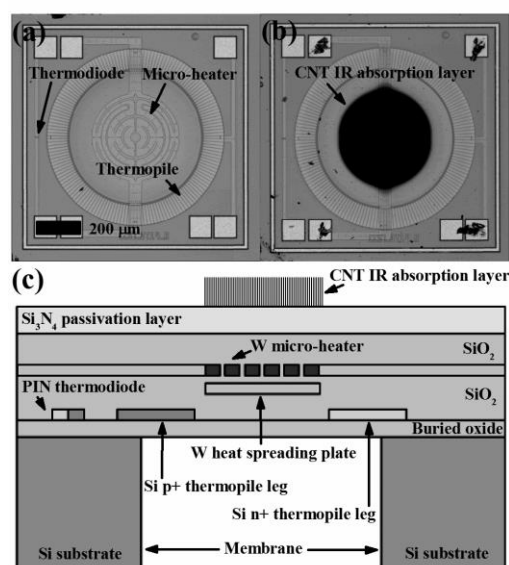 (a)
Thermodiode
Micro-heater
Thermopile
200 μm
(b)
CNT IR absorption layer
©
(c)
CNT IR absorption layer
Si₃N₄ passivation layer
W micro-heater
SiO₂
PIN thermodiode
SiO₂
Buried oxide
W heat spreading plate
Si p+ thermopile leg
Si n+ thermopile leg
Si substrate
Membrane
Si substrate